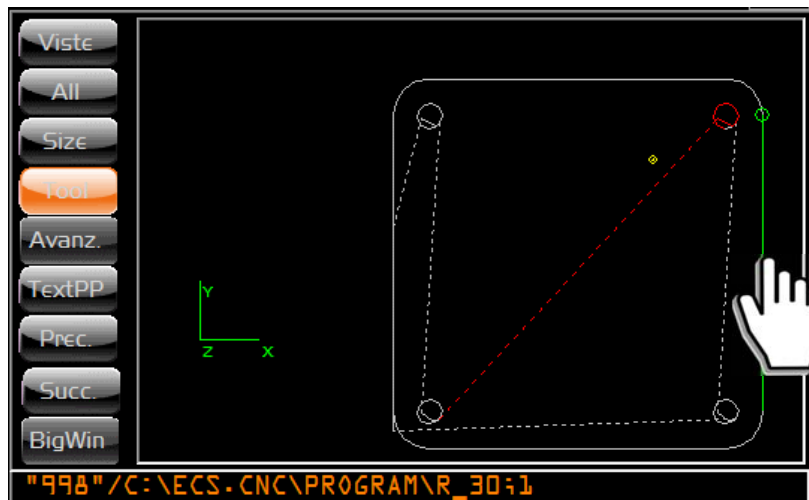 Viste
All
Size
Tool
Avanz.
TextPP
Prec.
Succ.
BigWin
Y
Z X
"998"/C:\ECS.CNC\PROGRAM\R_30;1